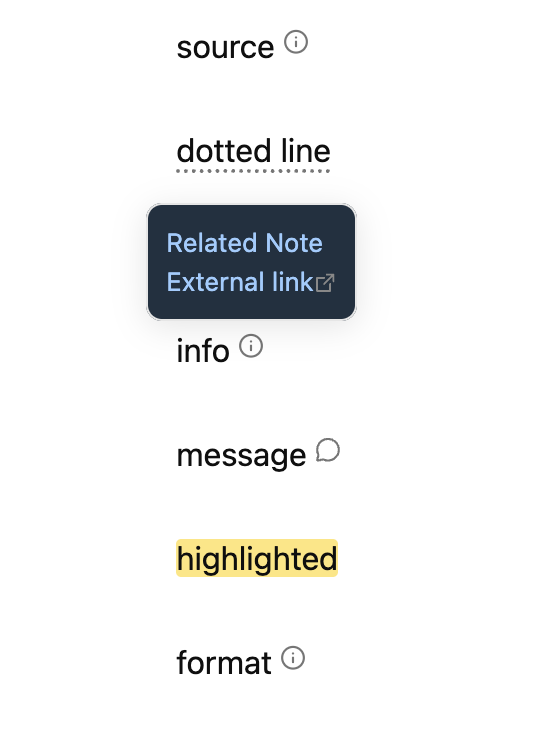 source
dotted line
Related Note
External link
info
message
highlighted
format